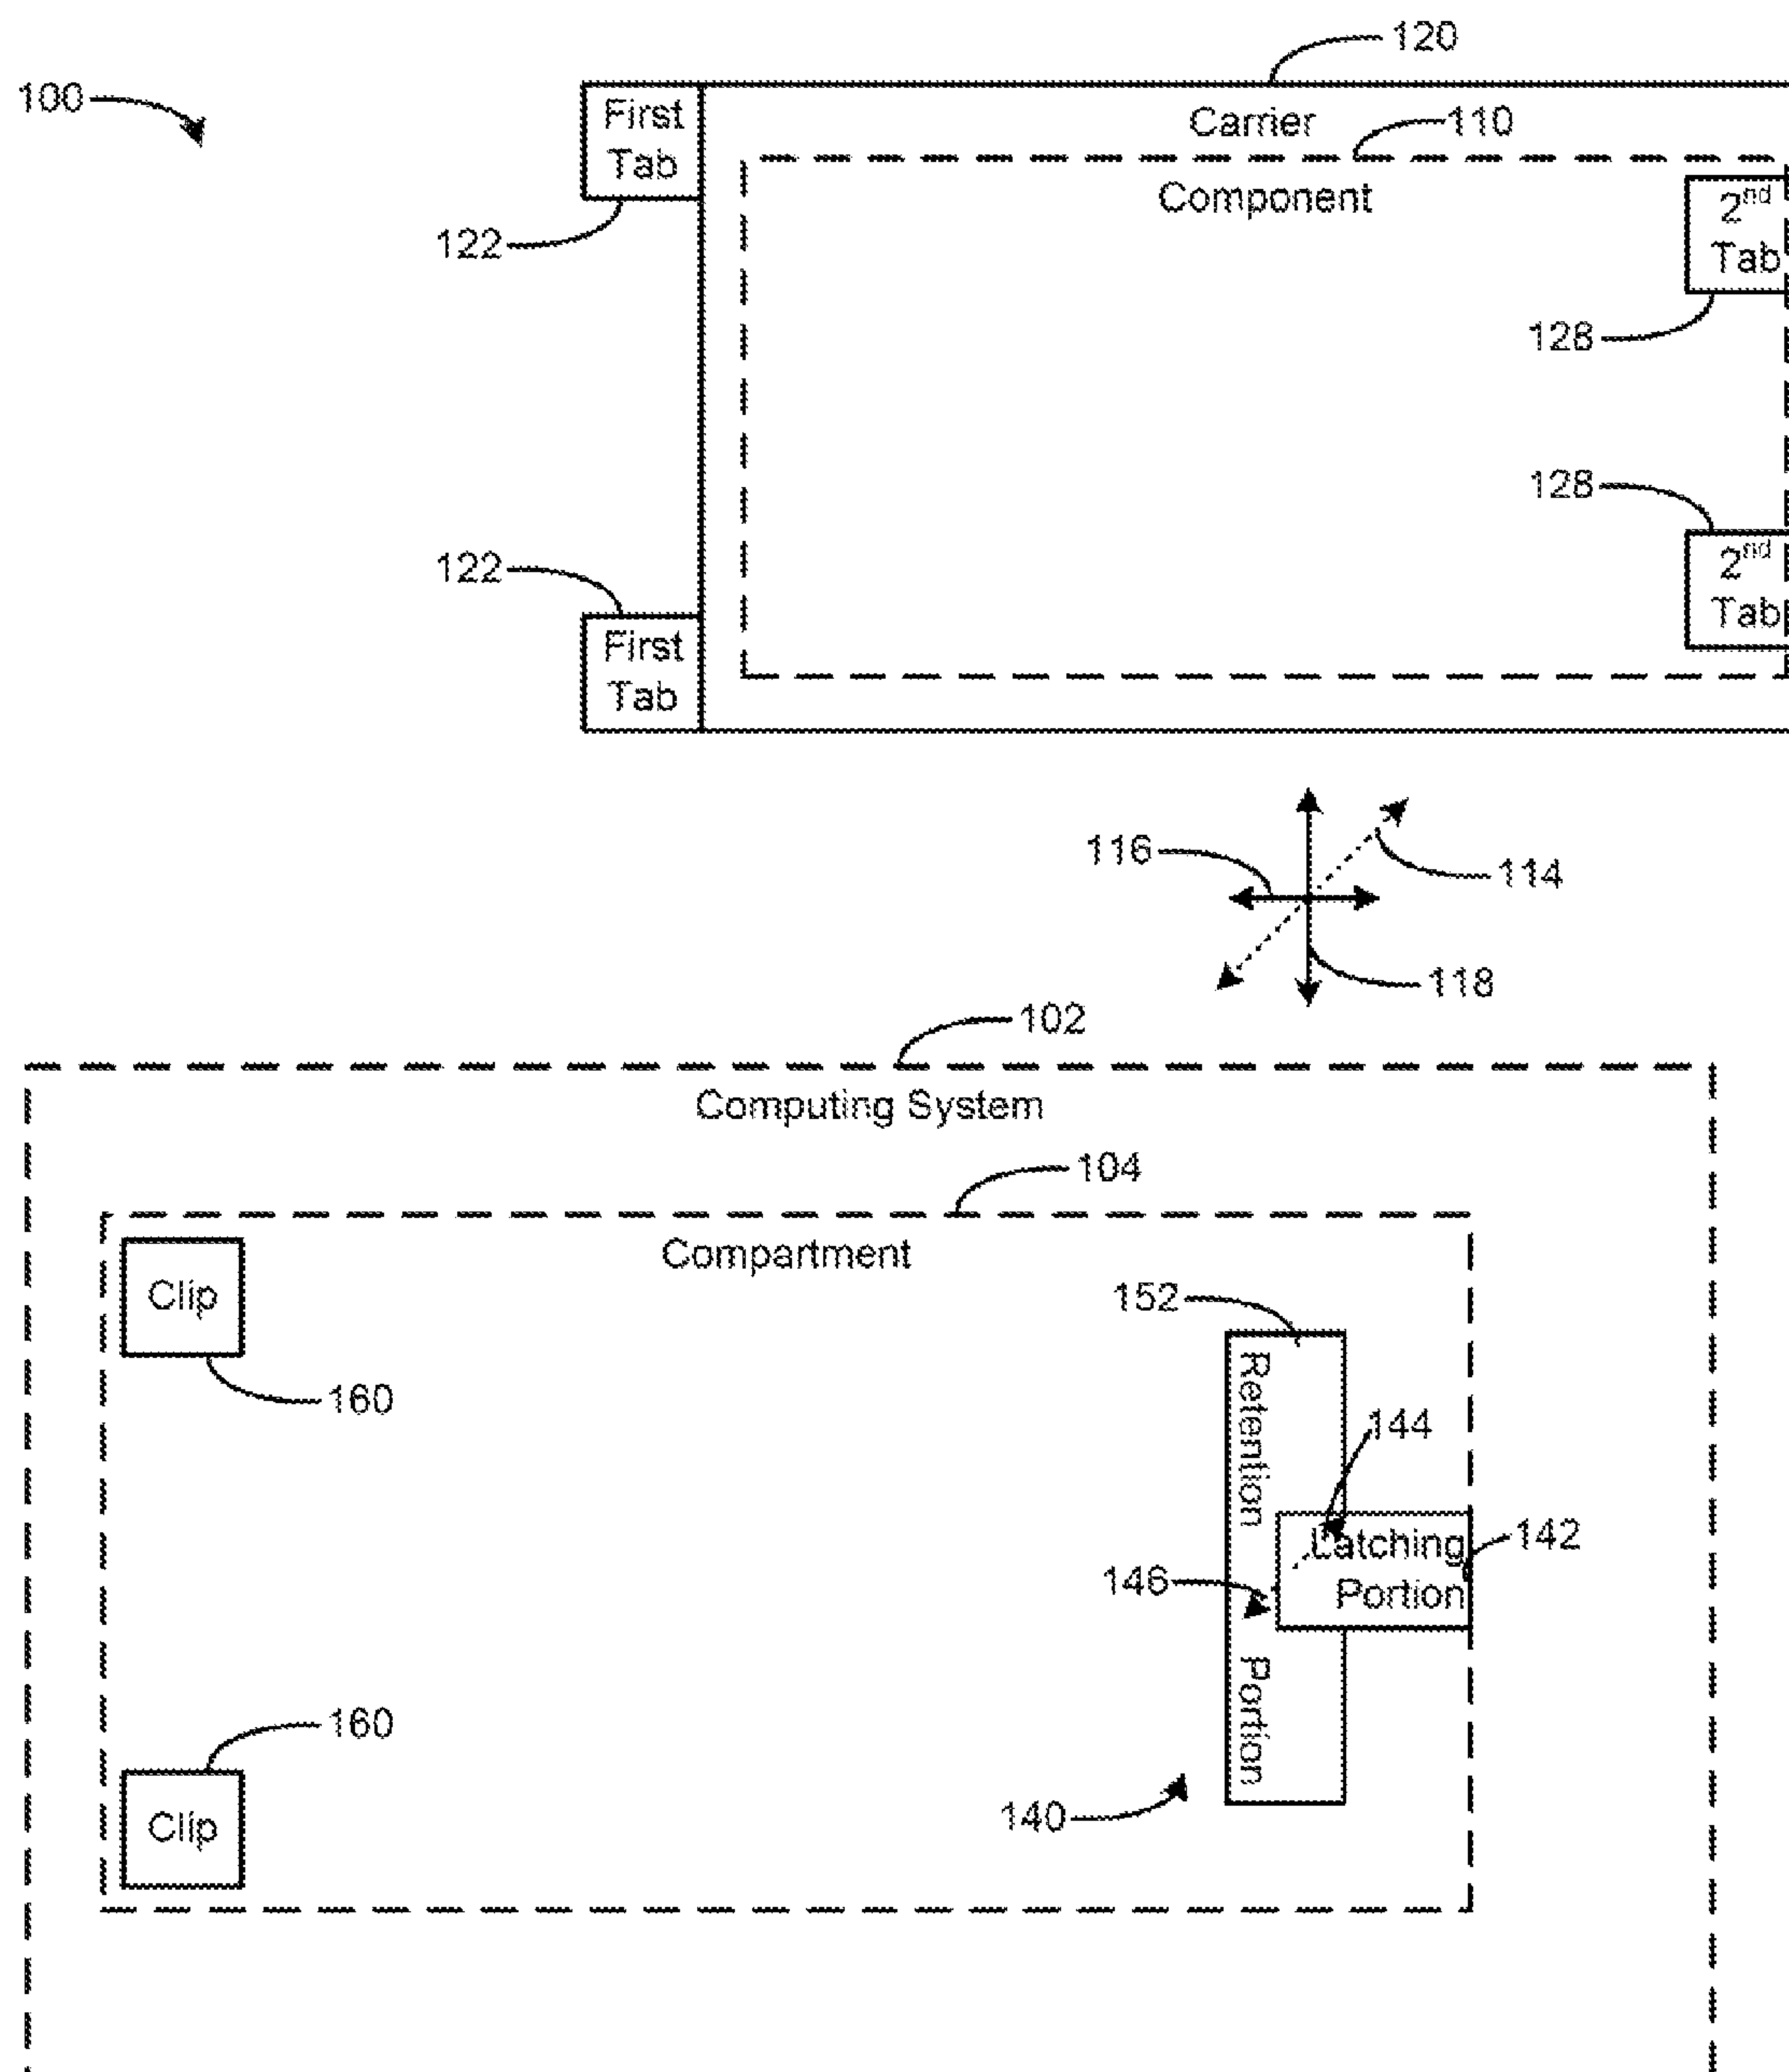 120
100
First
Tab
Carrier
110
Component
2nd
Tab
122
128
128
122
2nd
Tab
First
Tab
116
114
118
102
Computing System
104
Compartment
Clip
152
160
Retention
Portion
144
Latching
Portion
142
146
160
140
Clip